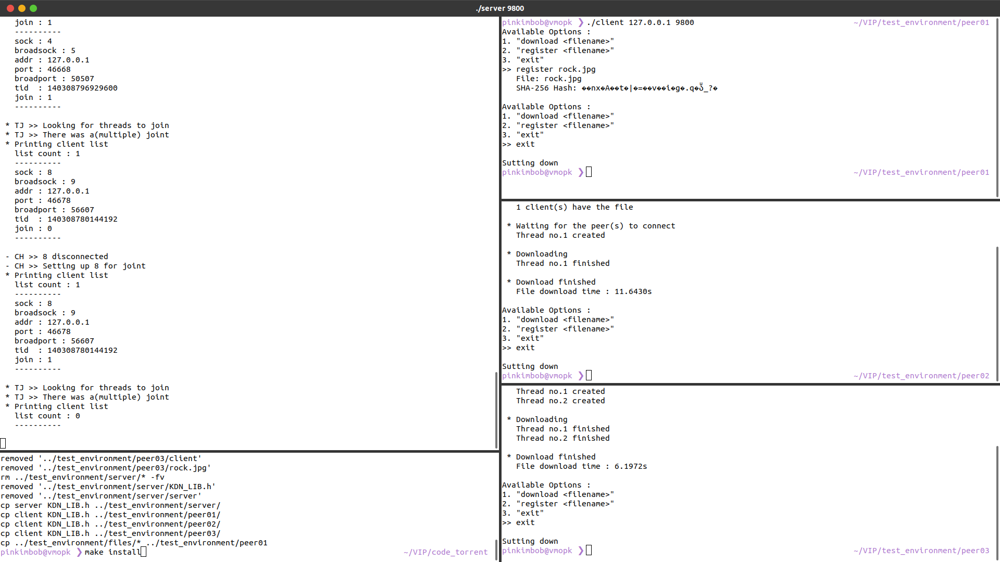 ./server 9800
join : 1
----------
sock : 4
broadsock : 5
addr : 127.0.0.1
port : 46668
broadport : 50507
tid  : 140308796929600
join : 1
----------
* TJ >> Looking for threads to join
* TJ >> There was a(multiple) joint
* Printing client list
list count : 1
----------
sock : 8
broadsock : 9
addr : 127.0.0.1
port : 46678
broadport : 56607
tid  : 140308780144192
join : 0
----------
- CH >> 8 disconnected
- CH >> Setting up 8 for joint
* Printing client list
list count : 1
----------
sock : 8
broadsock : 9
addr : 127.0.0.1
port : 46678
broadport : 56607
tid  : 140308780144192
join : 1
----------
* TJ >> Looking for threads to join
* TJ >> There was a(multiple) joint
* Printing client list
list count : 0
----------
removed '../test_environment/peer03/client'
removed '../test_environment/peer03/rock.jpg'
rm ../test_environment/server/* -fv
removed '../test_environment/server/KDN_LIB.h'
removed '../test_environment/server/server'
cp server KDN_LIB.h ../test_environment/server/
cp client KDN_LIB.h ../test_environment/peer01/
cp client KDN_LIB.h ../test_environment/peer02/
cp client KDN_LIB.h ../test_environment/peer03/
cp ../test_environment/files/* ../test_environment/peer01
pinkimbob@vmopk ❯ make install ~/VIP/code_torrent
pinkimbob@vmopk ❯ ./client 127.0.0.1 9800 ~/VIP/test_environment/peer01
Available Options :
1. "download <filename>"
2. "register <filename>"
3. "exit"
>> register rock.jpg
File: rock.jpg
SHA-256 Hash: ��nx�A��t�|�=��v��i�g�.q�_?�
Available Options :
1. "download <filename>"
2. "register <filename>"
3. "exit"
>> exit
Sutting down
pinkimbob@vmopk ❯ ~/VIP/test_environment/peer01
1 client(s) have the file
* Waiting for the peer(s) to connect
Thread no.1 created
* Downloading
Thread no.1 finished
* Download finished
File download time : 11.6430s
Available Options :
1. "download <filename>"
2. "register <filename>"
3. "exit"
>> exit
Sutting down
pinkimbob@vmopk ❯ ~/VIP/test_environment/peer02
Thread no.1 created
Thread no.2 created
* Downloading
Thread no.1 finished
Thread no.2 finished
* Download finished
File download time : 6.1972s
Available Options :
1. "download <filename>"
2. "register <filename>"
3. "exit"
>> exit
Sutting down
pinkimbob@vmopk ❯ ~/VIP/test_environment/peer03